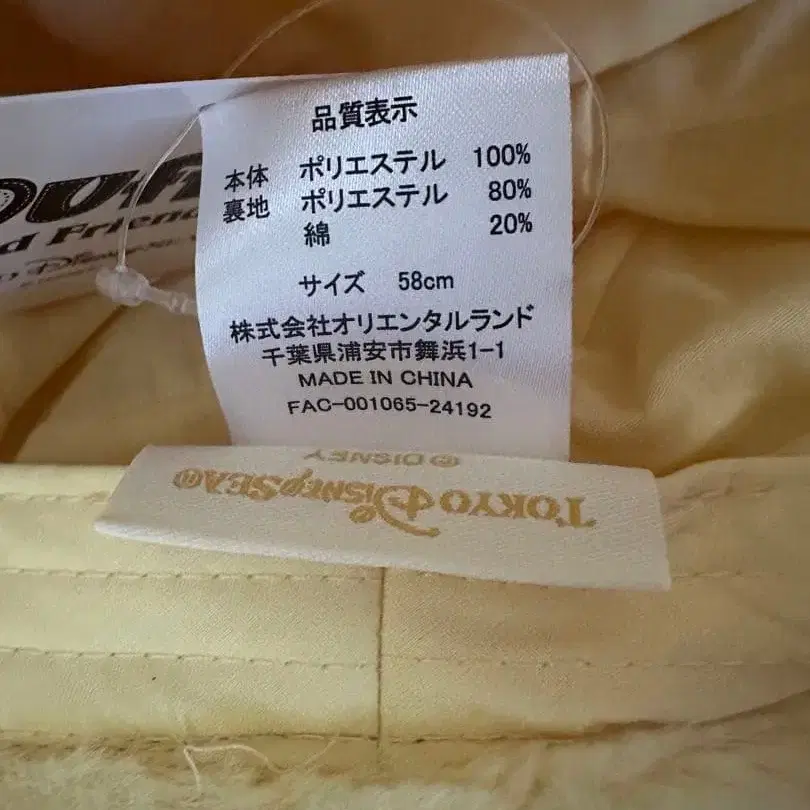 品質表示
本体 ポリエステル 100%
裏地 ポリエステル 80%
綿 20%
サイズ 58cm
株式会社オリエンタルランド
千葉県浦安市舞浜1-1
MADE IN CHINA
FAC-001065-24192
d Friend
Disney
TOKYO DISNEYSEA®
© DISNEY